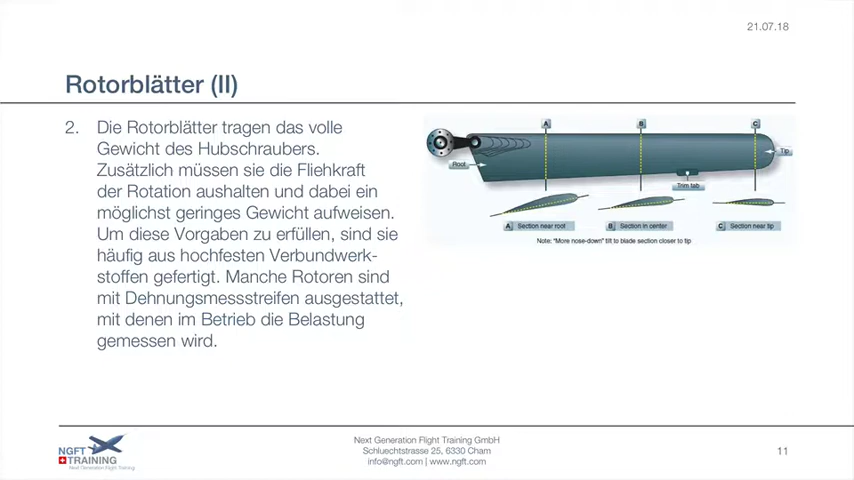 21.07.18
Rotorblätter (II)
2. Die Rotorblätter tragen das volle
Gewicht des Hubschraubers.
Zusätzlich müssen sie die Fliehkraft
der Rotation aushalten und dabei ein
möglichst geringes Gewicht aufweisen.
Um diese Vorgaben zu erfüllen, sind sie
häufig aus hochfesten Verbundwerk-
stoffen gefertigt. Manche Rotoren sind
mit Dehnungsmessstreifen ausgestattet,
mit denen im Betrieb die Belastung
gemessen wird.
A B C
Root
Tip
Trim tab
A Section near root B Section in center C Section near tip
Note: "More nose-down" tilt to blade section closer to tip
NGFT
TRAINING
Next Generation Flight Training
Next Generation Flight Training GmbH
Schluechtstrasse 25, 6330 Cham
info@ngft.com | www.ngft.com
11